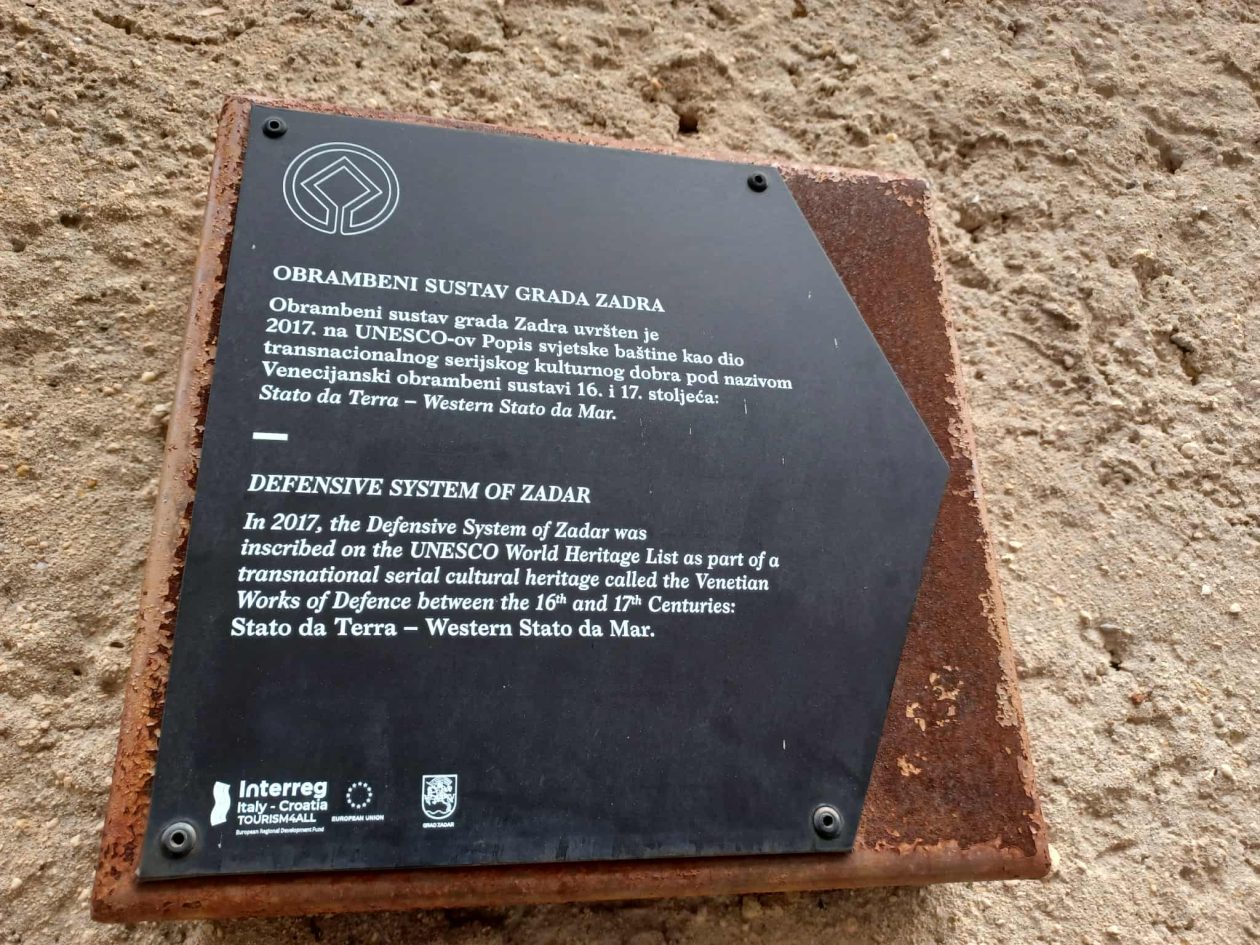 OBRAMBENI SUSTAV GRADA ZADRA
Obrambeni sustav grada Zadra uvršten je
2017. na UNESCO-ov Popis svjetske baštine kao dio
transnacionalnog serijskog kulturnog dobra pod nazivom
Venecijanski obrambeni sustavi 16. i 17. stoljeća:
Stato da Terra – Western Stato da Mar.
DEFENSIVE SYSTEM OF ZADAR
In 2017, the Defensive System of Zadar was
inscribed on the UNESCO World Heritage List as part of a
transnational serial cultural heritage called the Venetian
Works of Defence between the 16th and 17th Centuries:
Stato da Terra – Western Stato da Mar.
Interreg
Italy - Croatia
TOURISM4ALL
European Regional Development Fund
EUROPEAN UNION
GRAD ZADAR